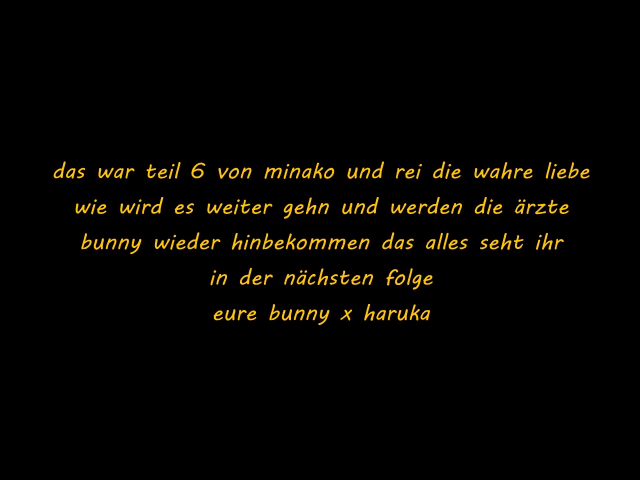 das war teil 6 von minako und rei die wahre liebe
wie wird es weiter gehn und werden die ärzte
bunny wieder hinbekommen das alles seht ihr
in der nächsten folge
eure bunny x haruka